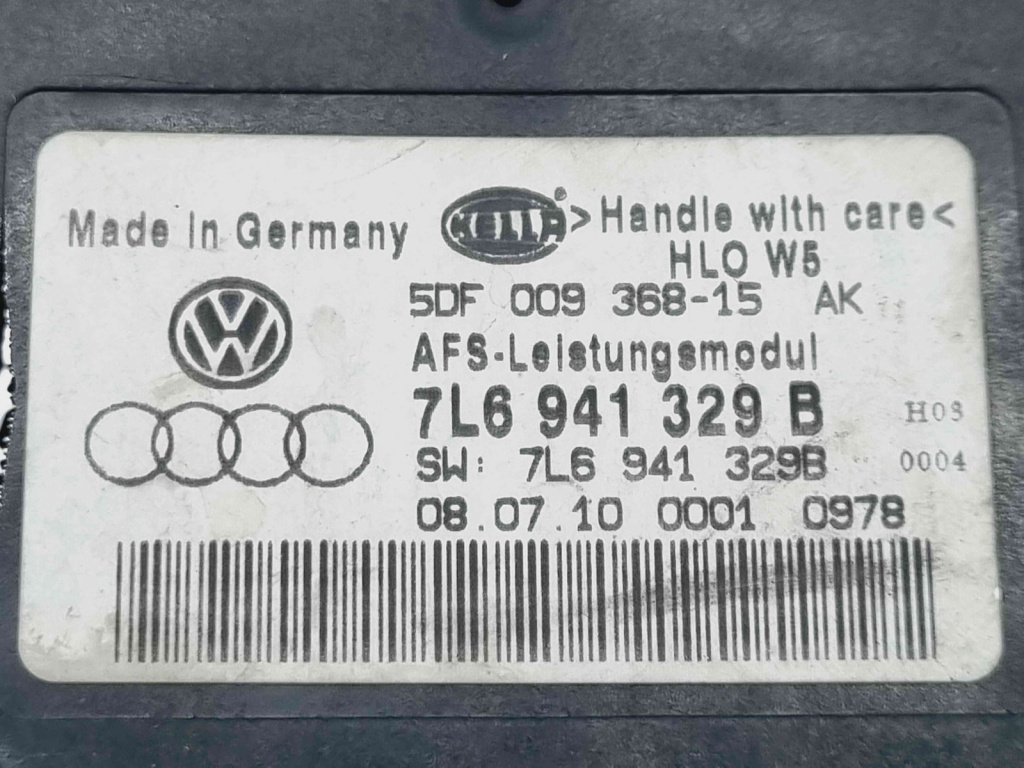 Made in Germany HELLA >Handle with care<
HLO W5
5DF 009 368-15 AK
AFS-Leistungsmodul
7L6 941 329 B H03
SW: 7L6 941 329B 0004
08.07.10 0001 0978